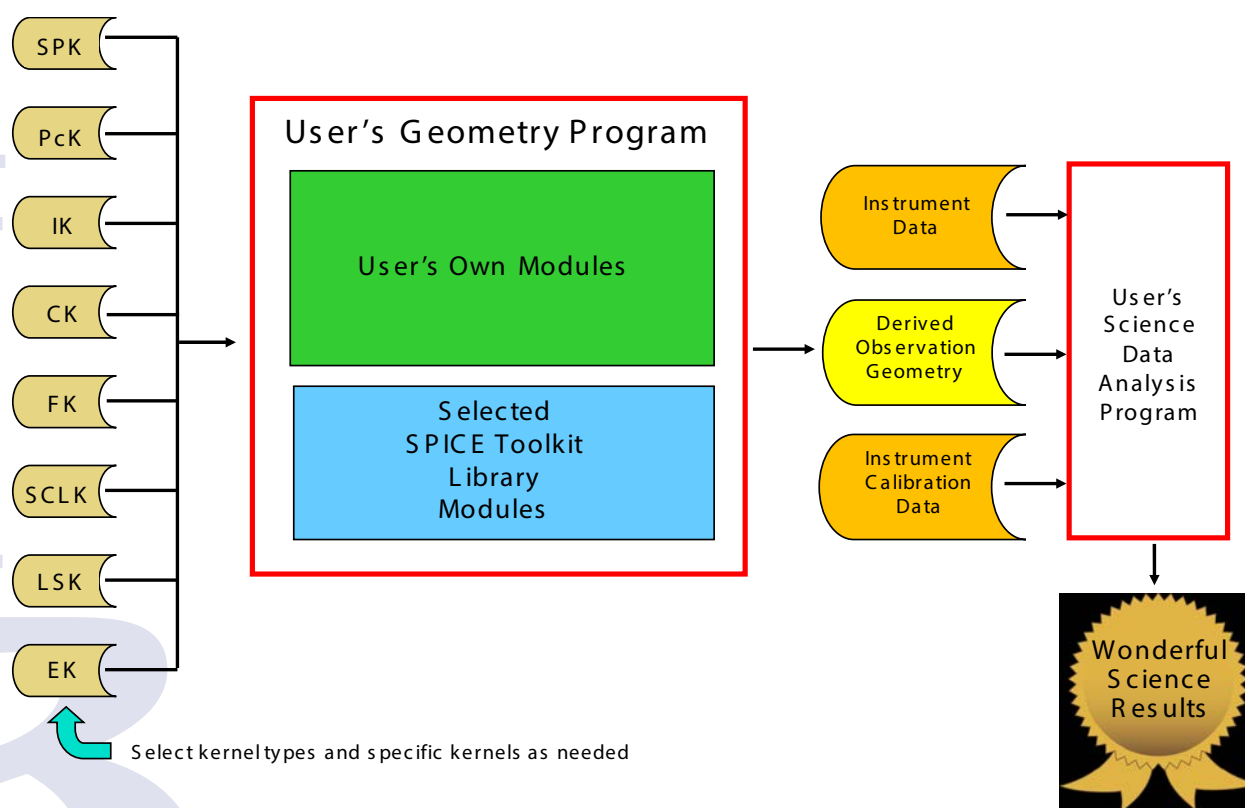 SPK
PcK
IK
CK
FK
SCLK
LSK
EK
Select kernel types and specific kernels as needed
User's Geometry Program
User's Own Modules
Selected
SPICE Toolkit
Library
Modules
Instrument
Data
Derived
Observation
Geometry
Instrument
Calibration
Data
User's
Science
Data
Analysis
Program
Wonderful
Science
Results